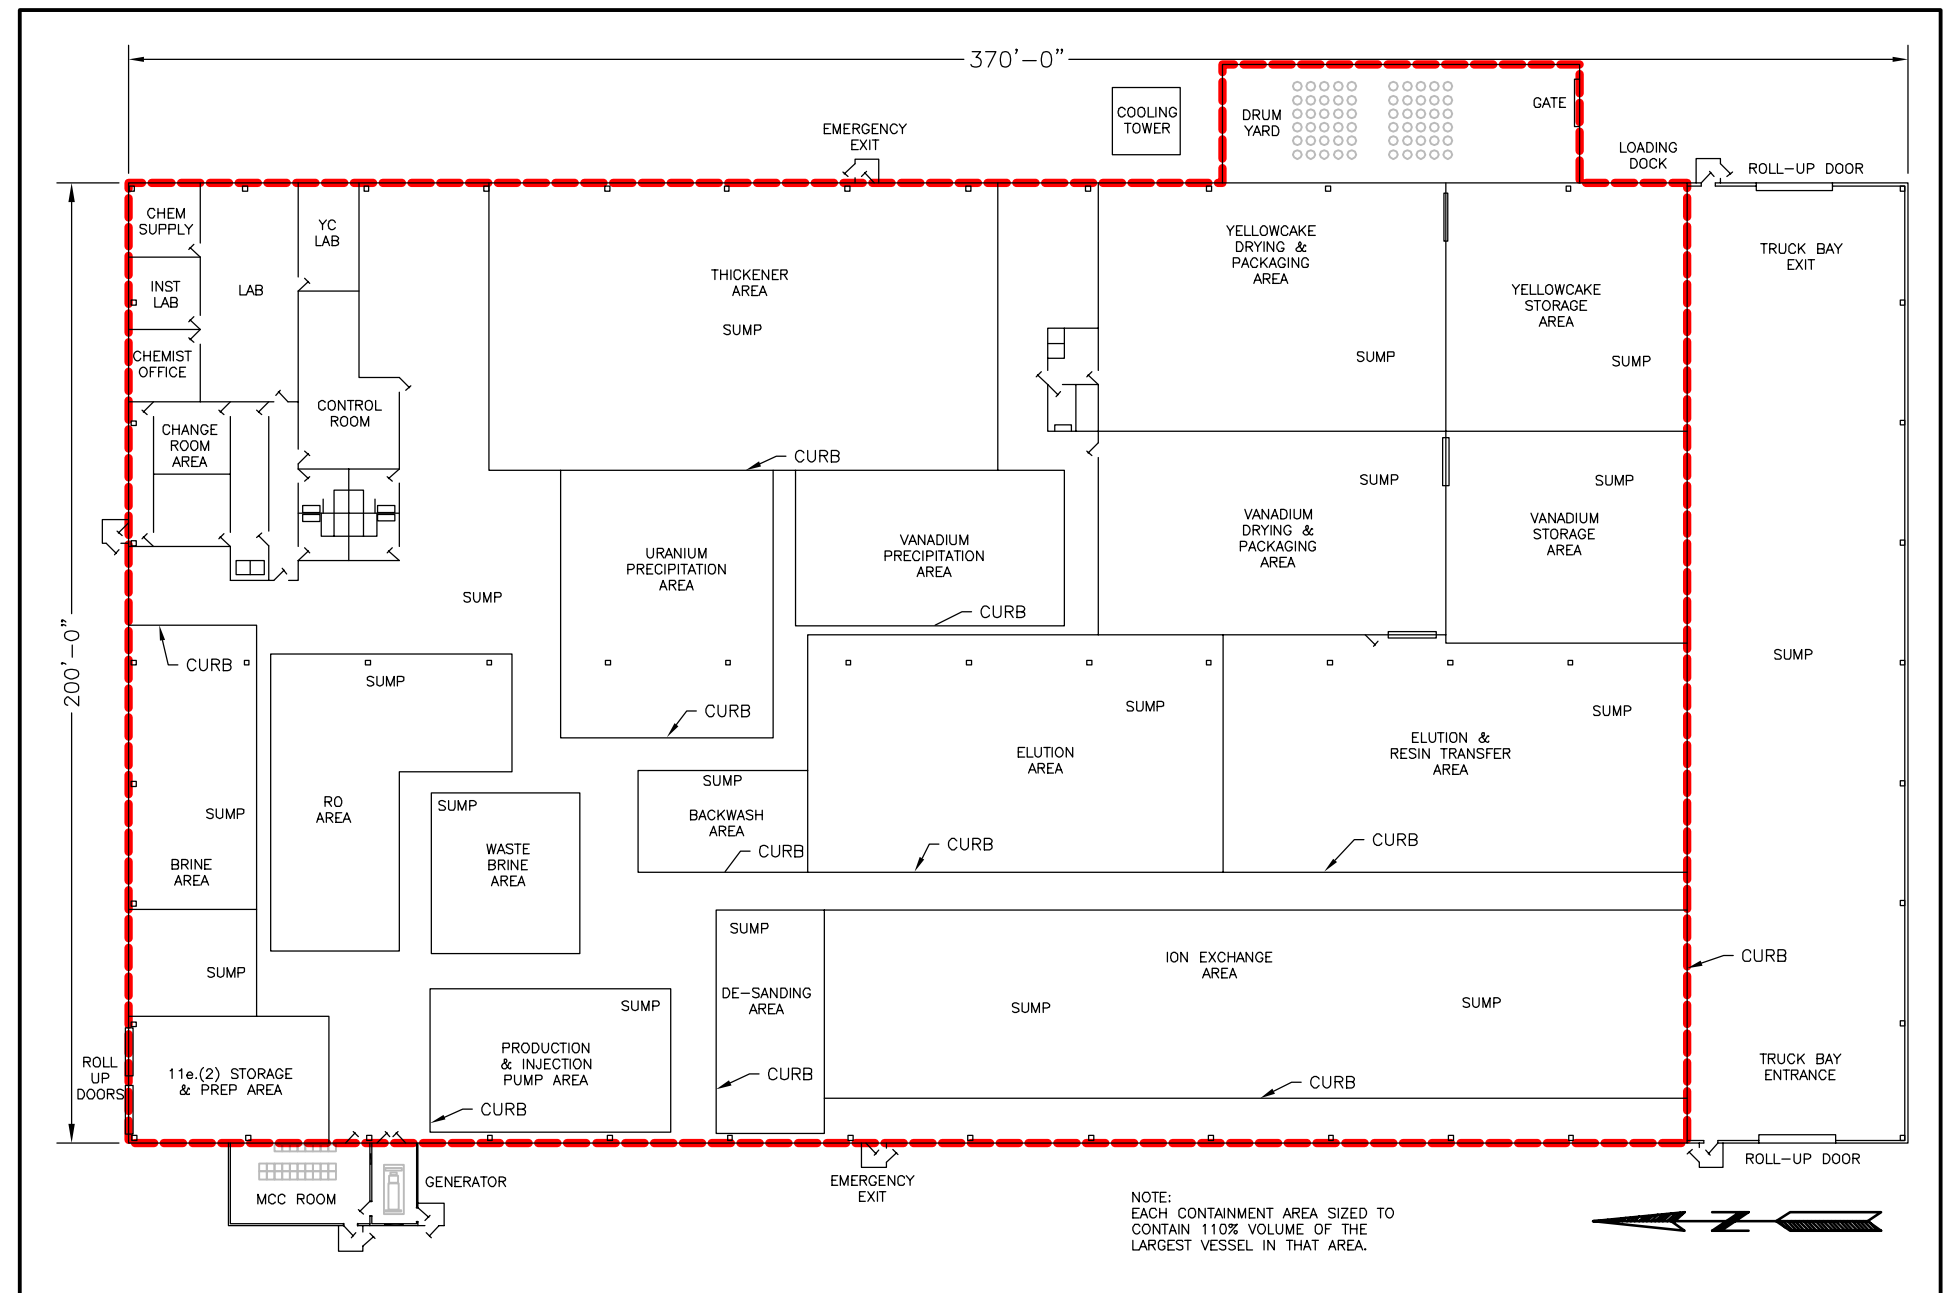 370'-0"
COOLING
TOWER
DRUM
YARD
GATE
EMERGENCY
EXIT
LOADING
DOCK
ROLL-UP DOOR
CHEM
SUPPLY
YC
LAB
INST
LAB
LAB
CHEMIST
OFFICE
THICKENER
AREA
SUMP
YELLOWCAKE
DRYING &
PACKAGING
AREA
SUMP
YELLOWCAKE
STORAGE
AREA
SUMP
TRUCK BAY
EXIT
CONTROL
ROOM
CHANGE
ROOM
AREA
CURB
SUMP
VANADIUM
DRYING &
PACKAGING
AREA
SUMP
VANADIUM
STORAGE
AREA
URANIUM
PRECIPITATION
AREA
VANADIUM
PRECIPITATION
AREA
SUMP
CURB
200'-0"
CURB
SUMP
CURB
SUMP
SUMP
SUMP
ELUTION
AREA
ELUTION &
RESIN TRANSFER
AREA
SUMP
BACKWASH
AREA
CURB
CURB
CURB
SUMP
BRINE
AREA
RO
AREA
SUMP
WASTE
BRINE
AREA
SUMP
SUMP
DE-SANDING
AREA
CURB
ION EXCHANGE
AREA
SUMP
SUMP
CURB
CURB
SUMP
PRODUCTION
& INJECTION
PUMP AREA
CURB
ROLL
UP
DOORS
11e.(2) STORAGE
& PREP AREA
TRUCK BAY
ENTRANCE
MCC ROOM
GENERATOR
EMERGENCY
EXIT
ROLL-UP DOOR
NOTE:
EACH CONTAINMENT AREA SIZED TO
CONTAIN 110% VOLUME OF THE
LARGEST VESSEL IN THAT AREA.
N